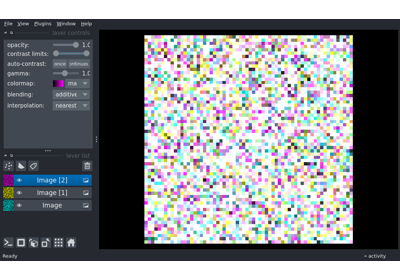 File View Plugins Window Help
layer controls
opacity: 1.0
contrast limits:
auto-contrast: once continuous
gamma: 1.0
colormap: ma
blending: additive
interpolation: nearest
layer list
Image [2]
Image [1]
Image
Ready activity